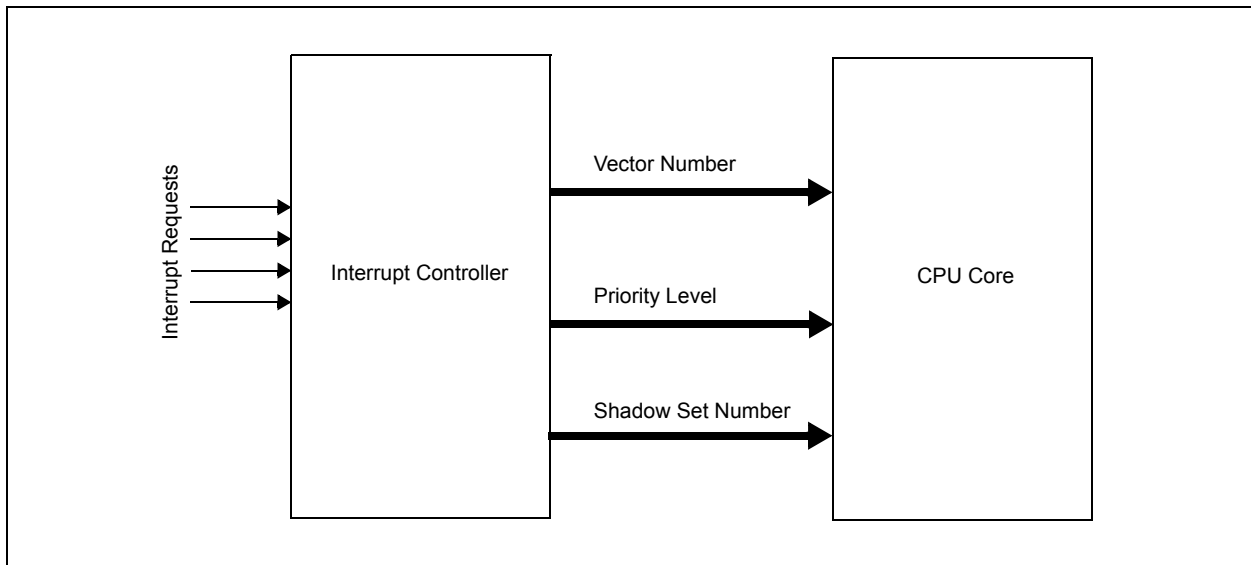 Interrupt Requests
Interrupt Controller
Vector Number
Priority Level
Shadow Set Number
CPU Core